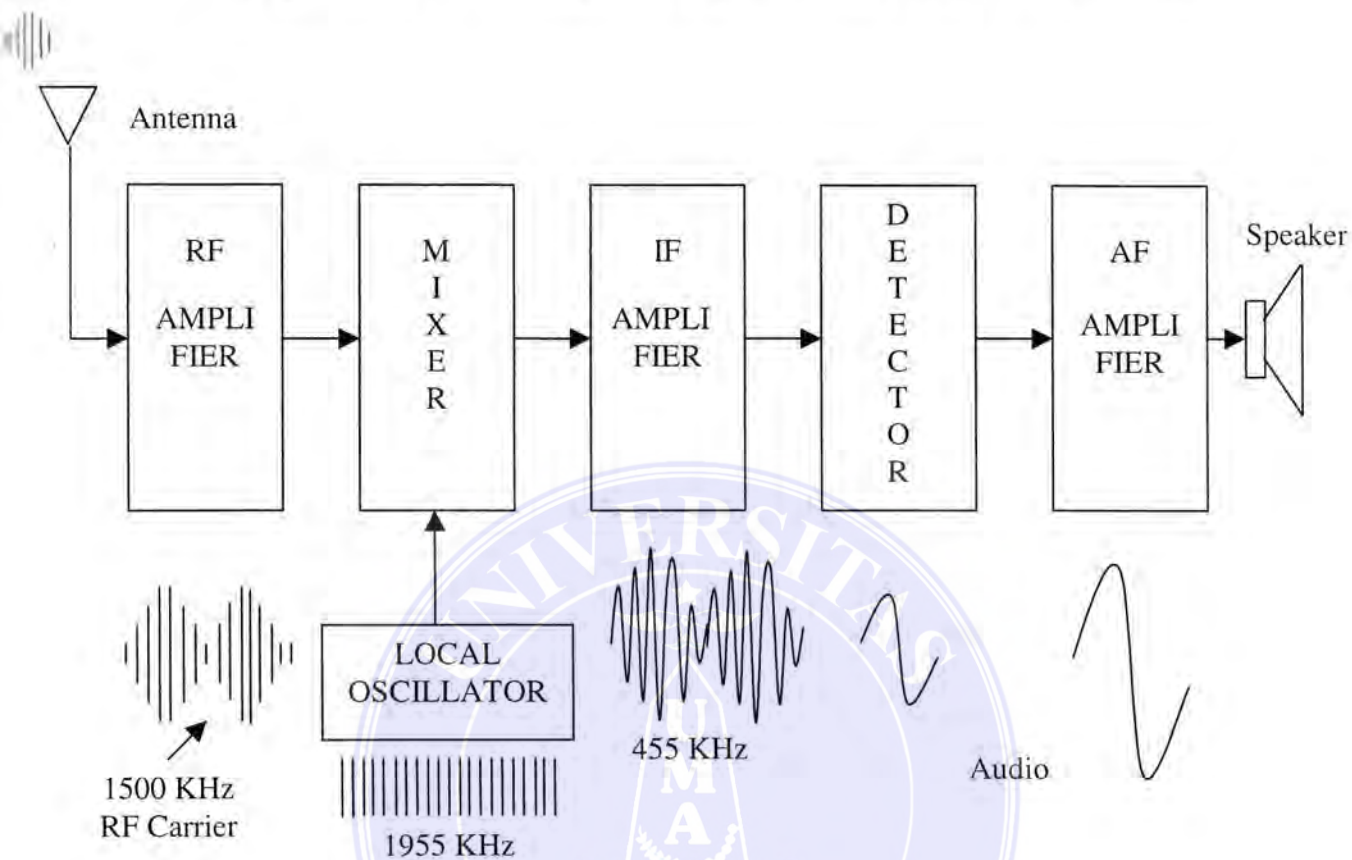 Antenna
RF
AMPLI
FIER
M
I
X
E
R
IF
AMPLI
FIER
D
E
T
E
C
T
O
R
AF
AMPLI
FIER
Speaker
LOCAL
OSCILLATOR
1500 KHz
RF Carrier
1955 KHz
455 KHz
Audio
UNIVERSITAS
U
M
A